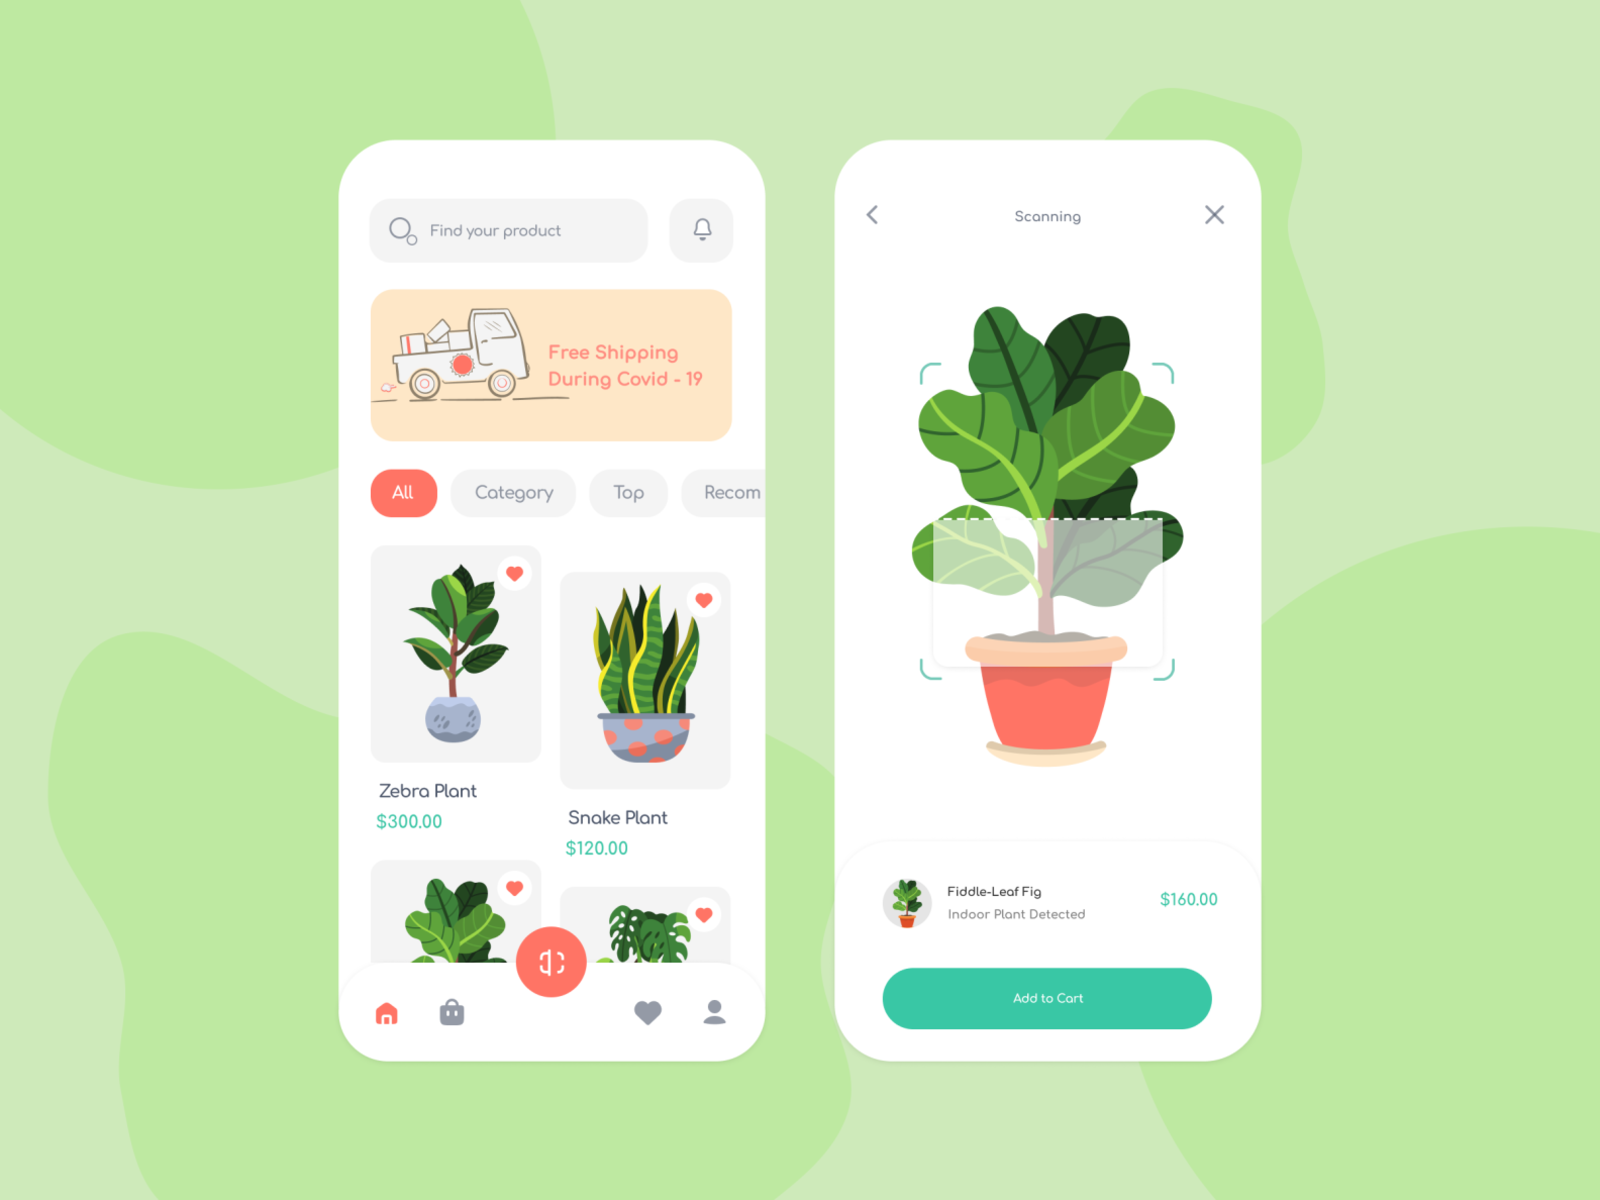 Find your product
Free Shipping
During Covid - 19
All
Category
Top
Recom
Zebra Plant
$300.00
Snake Plant
$120.00
Scanning
Fiddle-Leaf Fig
Indoor Plant Detected
$160.00
Add to Cart